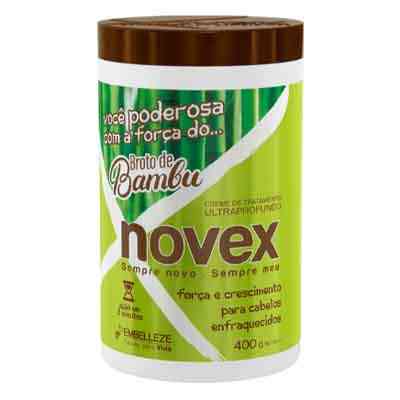 você poderosa
com a força do...
Broto de
Bambu
CREME DE TRATAMENTO
ULTRAPROFUNDO
novex
Sempre novo . Sempre meu
força e crescimento
para cabelos
enfraquecidos
EMBELLEZE
400 g